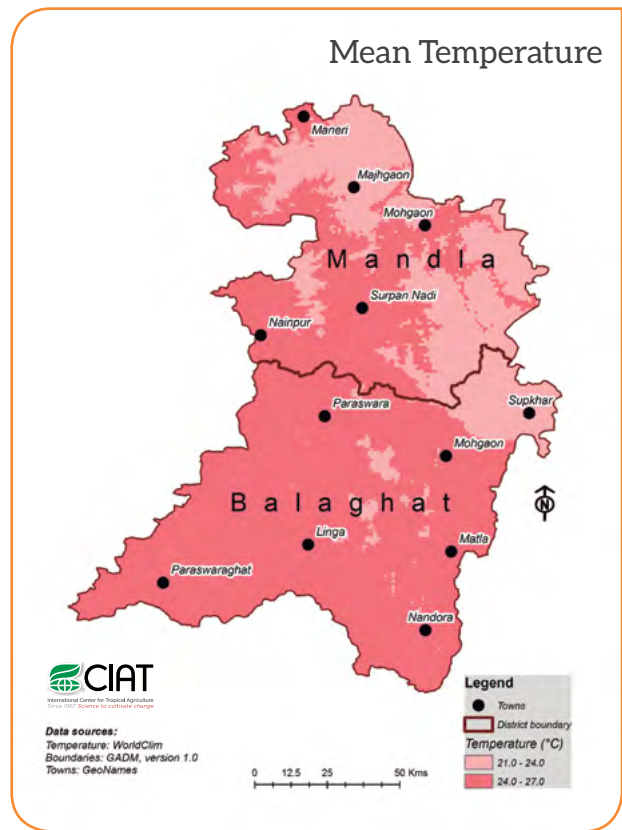 Mean Temperature
Maneri
Majhgaon
Mohgaon
Mandla
Surpan Nadi
Nainpur
Paraswara
Supkhar
Mohgaon
Balaghat
N
Linga
Matla
Paraswaraghat
Nandora
CIAT
International Center for Tropical Agriculture
Since 1967 Science to cultivate change
Legend
Towns
District boundary
Temperature (°C)
21.0 - 24.0
24.0 - 27.0
Data sources:
Temperature: WorldClim
Boundaries: GADM, version 1.0
Towns: GeoNames
0 12.5 25 50 Kms